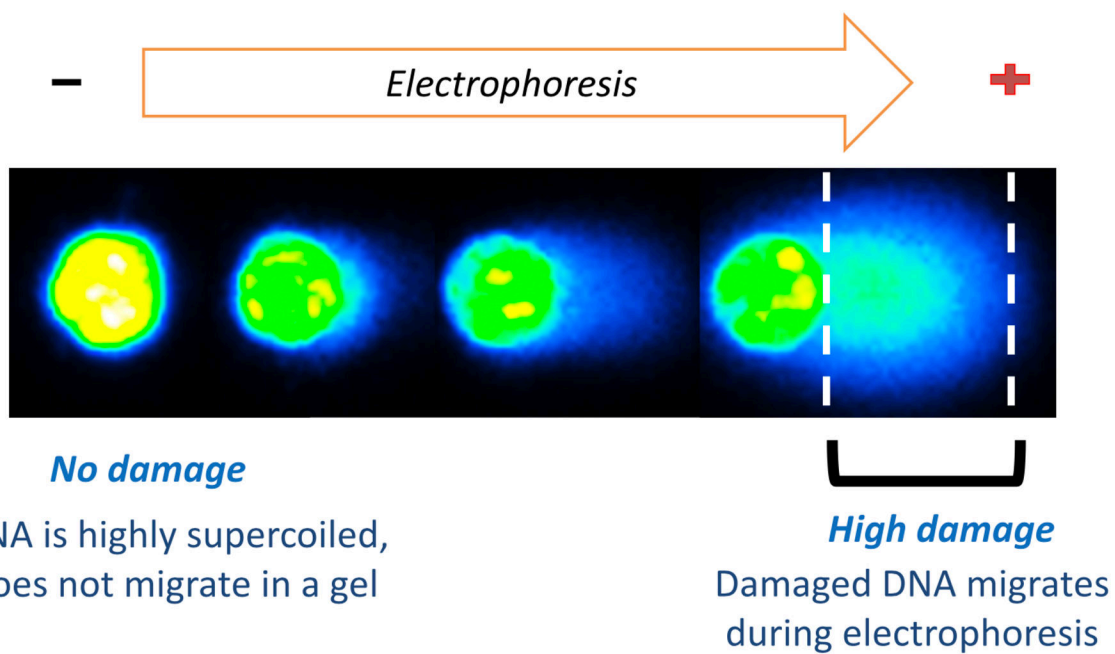 − Electrophoresis +
No damage
NA is highly supercoiled,
oes not migrate in a gel
High damage
Damaged DNA migrates
during electrophoresis